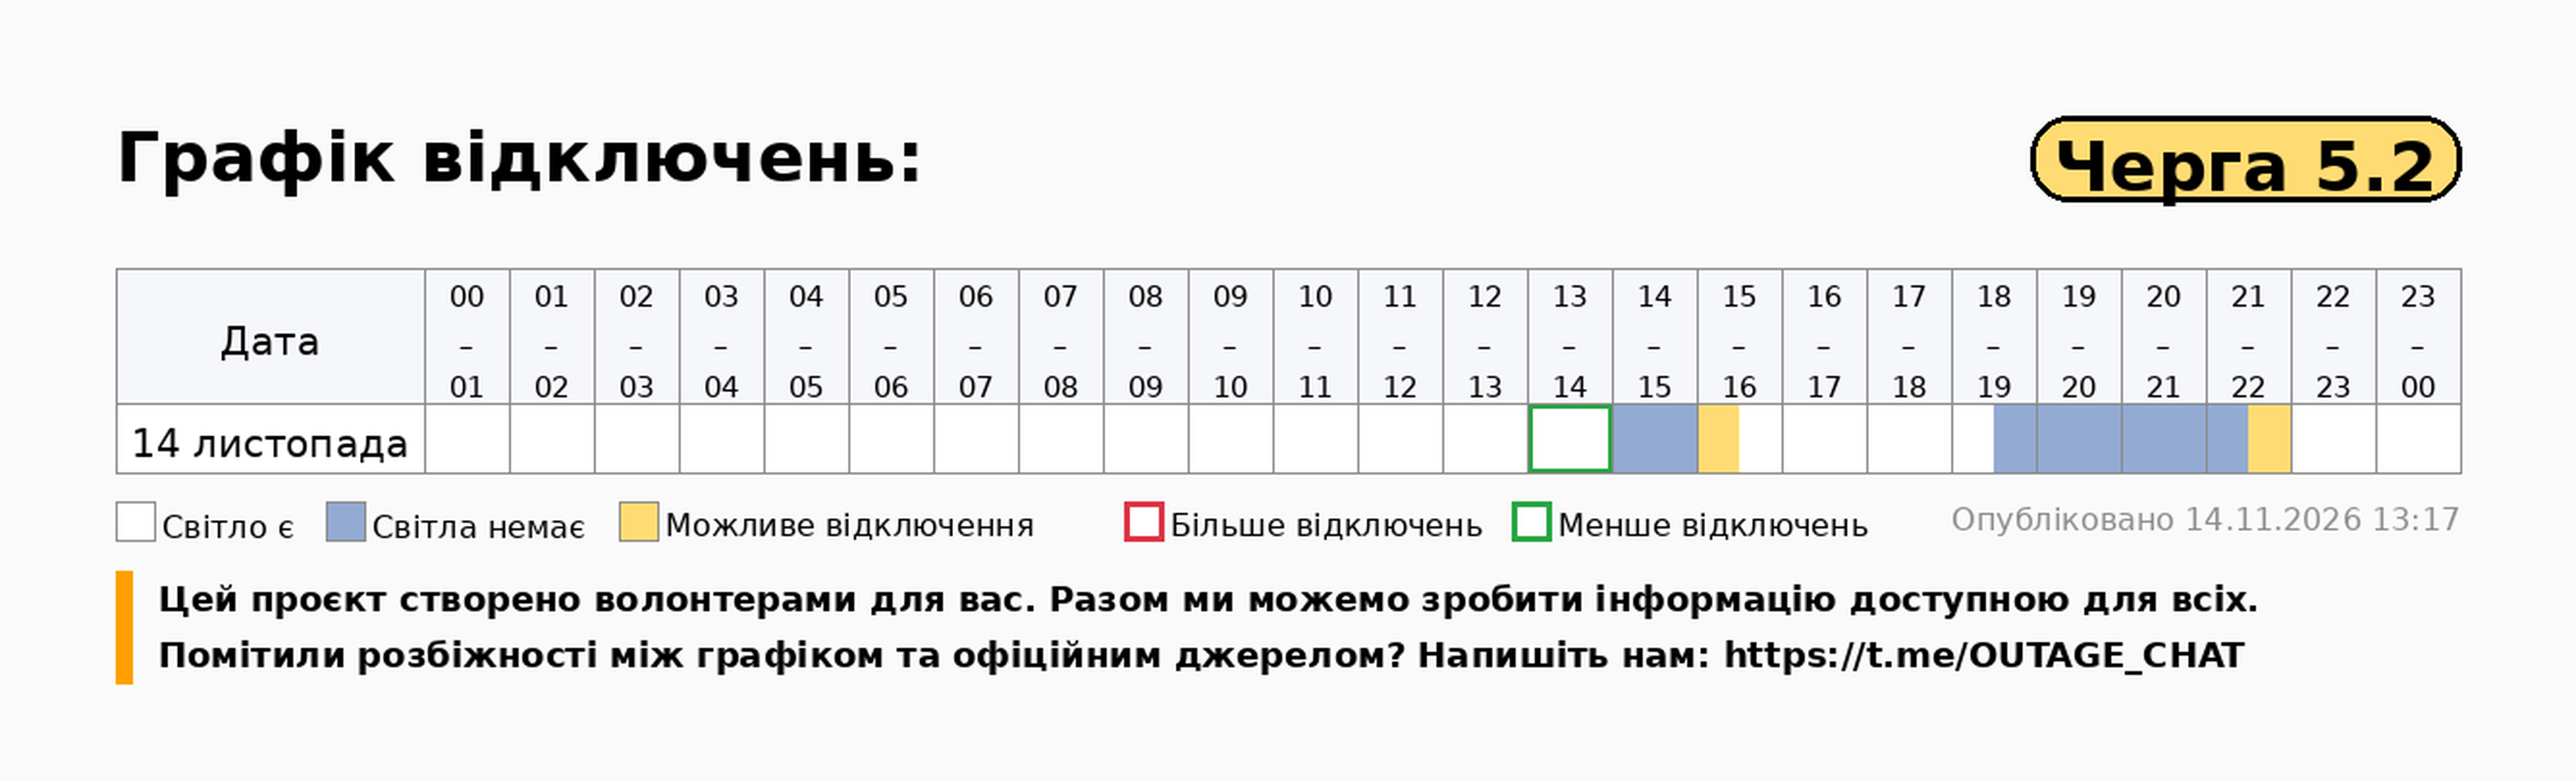 Графік відключень:
Черга 5.2
Дата 00 – 01 01 – 02 02 – 03 03 – 04 04 – 05 05 – 06 06 – 07 07 – 08 08 – 09 09 – 10 10 – 11 11 – 12 12 – 13 13 – 14 14 – 15 15 – 16 16 – 17 17 – 18 18 – 19 19 – 20 20 – 21 21 – 22 22 – 23 23 – 00
14 листопада
Світло є Світла немає Можливе відключення Більше відключень Менше відключень Опубліковано 14.11.2026 13:17
Цей проєкт створено волонтерами для вас. Разом ми можемо зробити інформацію доступною для всіх.
Помітили розбіжності між графіком та офіційним джерелом? Напишіть нам: https://t.me/OUTAGE_CHAT